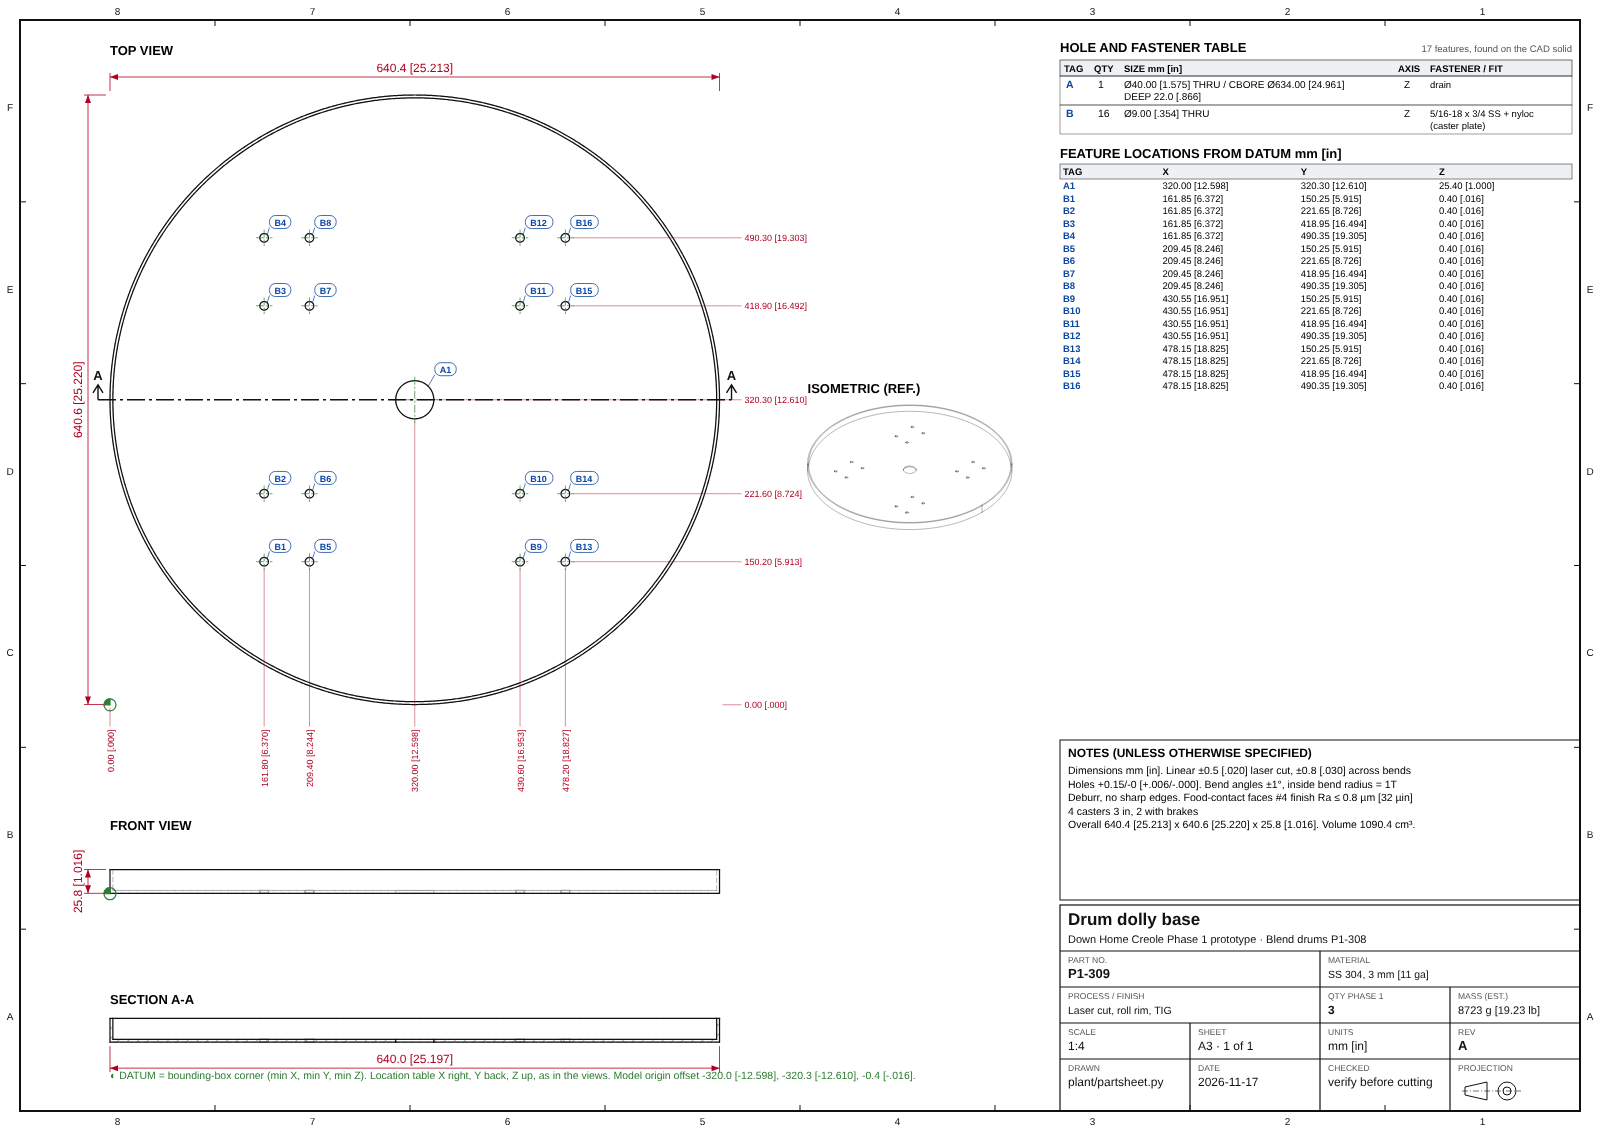 8 7 6 5 4 3 2 1
F E D C B A
TOP VIEW
640.4 [25.213]
640.6 [25.220]
B4 B8 B12 B16
490.30 [19.303]
B3 B7 B11 B15
418.90 [16.492]
A1
A A
320.30 [12.610]
B2 B6 B10 B14
221.60 [8.724]
B1 B5 B9 B13
150.20 [5.913]
0.00 [.000]
0.00 [.000]
161.80 [6.370]
209.40 [8.244]
320.00 [12.598]
430.60 [16.953]
478.20 [18.827]
ISOMETRIC (REF.)
FRONT VIEW
25.8 [1.016]
SECTION A-A
640.0 [25.197]
DATUM = bounding-box corner (min X, min Y, min Z). Location table X right, Y back, Z up, as in the views. Model origin offset -320.0 [-12.598], -320.3 [-12.610], -0.4 [-.016].
HOLE AND FASTENER TABLE
17 features, found on the CAD solid
TAG QTY SIZE mm [in] AXIS FASTENER / FIT
A 1 Ø40.00 [1.575] THRU / CBORE Ø634.00 [24.961] Z drain
DEEP 22.0 [.866]
B 16 Ø9.00 [.354] THRU Z 5/16-18 x 3/4 SS + nyloc
(caster plate)
FEATURE LOCATIONS FROM DATUM mm [in]
TAG X Y Z
A1 320.00 [12.598] 320.30 [12.610] 25.40 [1.000]
B1 161.85 [6.372] 150.25 [5.915] 0.40 [.016]
B2 161.85 [6.372] 221.65 [8.726] 0.40 [.016]
B3 161.85 [6.372] 418.95 [16.494] 0.40 [.016]
B4 161.85 [6.372] 490.35 [19.305] 0.40 [.016]
B5 209.45 [8.246] 150.25 [5.915] 0.40 [.016]
B6 209.45 [8.246] 221.65 [8.726] 0.40 [.016]
B7 209.45 [8.246] 418.95 [16.494] 0.40 [.016]
B8 209.45 [8.246] 490.35 [19.305] 0.40 [.016]
B9 430.55 [16.951] 150.25 [5.915] 0.40 [.016]
B10 430.55 [16.951] 221.65 [8.726] 0.40 [.016]
B11 430.55 [16.951] 418.95 [16.494] 0.40 [.016]
B12 430.55 [16.951] 490.35 [19.305] 0.40 [.016]
B13 478.15 [18.825] 150.25 [5.915] 0.40 [.016]
B14 478.15 [18.825] 221.65 [8.726] 0.40 [.016]
B15 478.15 [18.825] 418.95 [16.494] 0.40 [.016]
B16 478.15 [18.825] 490.35 [19.305] 0.40 [.016]
NOTES (UNLESS OTHERWISE SPECIFIED)
Dimensions mm [in]. Linear ±0.5 [.020] laser cut, ±0.8 [.030] across bends
Holes +0.15/-0 [+.006/-.000]. Bend angles ±1°, inside bend radius = 1T
Deburr, no sharp edges. Food-contact faces #4 finish Ra ≤ 0.8 µm [32 µin]
4 casters 3 in, 2 with brakes
Overall 640.4 [25.213] x 640.6 [25.220] x 25.8 [1.016]. Volume 1090.4 cm³.
Drum dolly base
Down Home Creole Phase 1 prototype · Blend drums P1-308
PART NO. MATERIAL
P1-309 SS 304, 3 mm [11 ga]
PROCESS / FINISH QTY PHASE 1 MASS (EST.)
Laser cut, roll rim, TIG 3 8723 g [19.23 lb]
SCALE SHEET UNITS REV
1:4 A3 · 1 of 1 mm [in] A
DRAWN DATE CHECKED PROJECTION
plant/partsheet.py 2026-11-17 verify before cutting
F E D C B A
8 7 6 5 4 3 2 1